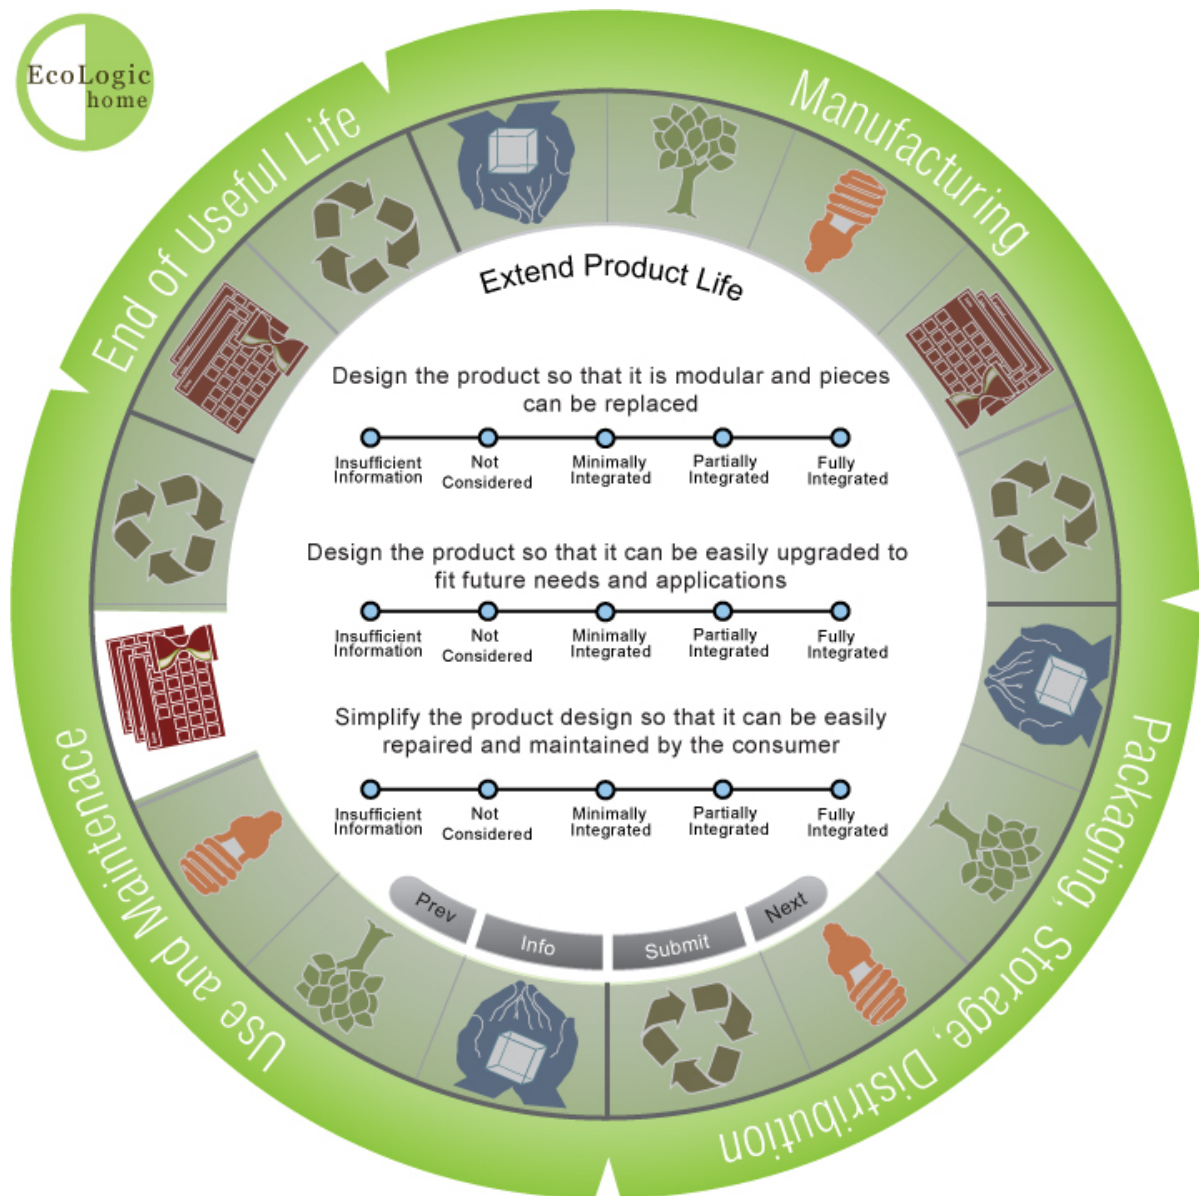 EcoLogic
home
Manufacturing
End of Useful Life
Extend Product Life
Design the product so that it is modular and pieces
can be replaced
Insufficient Information
Not Considered
Minimally Integrated
Partially Integrated
Fully Integrated
Design the product so that it can be easily upgraded to
fit future needs and applications
Insufficient Information
Not Considered
Minimally Integrated
Partially Integrated
Fully Integrated
Simplify the product design so that it can be easily
repaired and maintained by the consumer
Insufficient Information
Not Considered
Minimally Integrated
Partially Integrated
Fully Integrated
Prev
Info
Submit
Next
Use and Maintenace
Packaging, Storage, Distribution